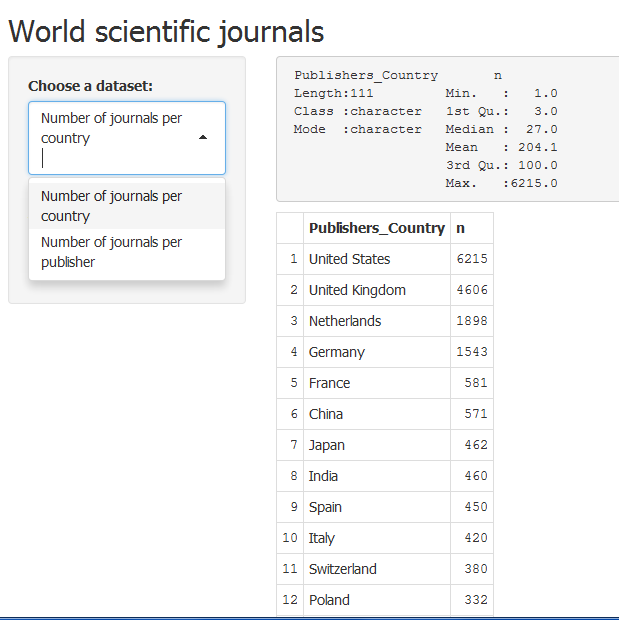 World scientific journals
Choose a dataset:
Number of journals per
country
Number of journals per
country
Number of journals per
publisher
Publishers_Country n
Length:111 Min. : 1.0
Class :character 1st Qu.: 3.0
Mode :character Median : 27.0
Mean : 204.1
3rd Qu.: 100.0
Max. :6215.0
Publishers_Country n
1 United States 6215
2 United Kingdom 4606
3 Netherlands 1898
4 Germany 1543
5 France 581
6 China 571
7 Japan 462
8 India 460
9 Spain 450
10 Italy 420
11 Switzerland 380
12 Poland 332